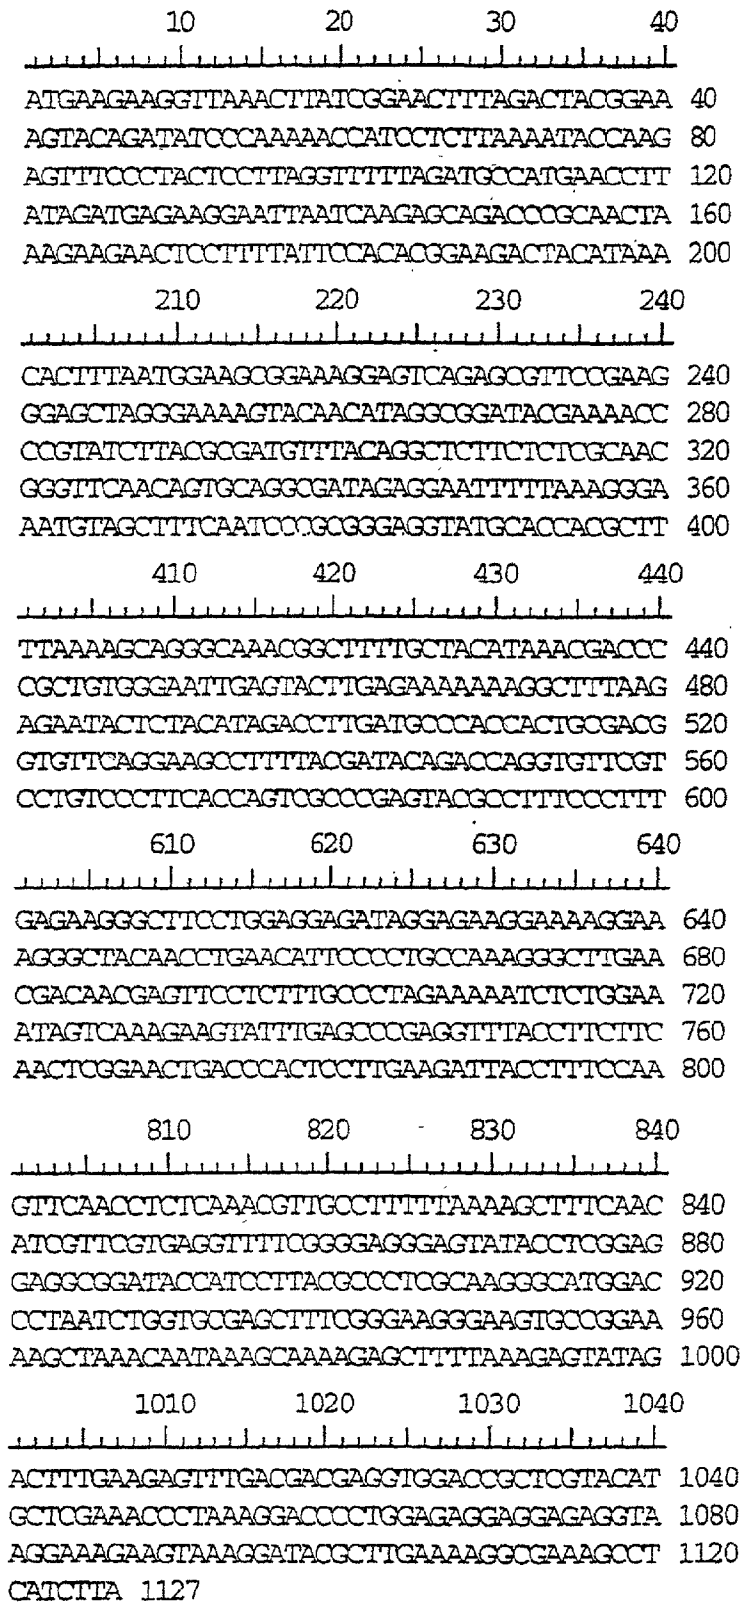 10 20 30 40
ATGAAGAAGGTTAAACTTATCGGAACTTTAGACTACGGAA 40
AGTACAGATATCCCAAAAACCATCCTCTTAAAATACCAAG 80
AGTTTCCCTACTCCTTAGGTTTTTAGATGCCATGAACCTT 120
ATAGATGAGAAGGAATTAATCAAGAGCAGACCCGCAACTA 160
AAGAAGAACTCCTTTTATTCCACACGGAAGACTACATAAA 200
210 220 230 240
CACTTTAATGGAAGCGGAAAGGAGTCAGAGCGTTCCGAAG 240
GGAGCTAGGGAAAAGTACAACATAGGCGGATACGAAAACC 280
CCGTATCTTACGCGATGTTTACAGGCTCTTCTCTCGCAAC 320
GGGTTCAACAGTGCAGGCGATAGAGGAATTTTTAAAGGGA 360
AATGTAGCTTTCAATCCCGCGGGAGGTATGCACCACGCTT 400
410 420 430 440
TTAAAAGCAGGGCAAACGGCTTTTGCTACATAAACGACCC 440
CGCTGTGGGAATTGAGTACTTGAGAAAAAAAGGCTTTAAG 480
AGAATACTCTACATAGACCTTGATGCCCACCACTGCGACG 520
GTGTTCAGGAAGCCTTTTACGATACAGACCAGGTGTTCGT 560
CCTGTCCCTTCACCAGTCGCCCGAGTACGCCTTTCCCTTT 600
610 620 630 640
GAGAAGGGCTTCCTGGAGGAGATAGGAGAAGGAAAAGGAA 640
AGGGCTACAACCTGAACATTCCCCTGCCAAAGGGCTTGAA 680
CGACAACGAGTTCCTCTTTGCCCTAGAAAAATCTCTGGAA 720
ATAGTCAAAGAAGTATTTGAGCCCGAGGTTTACCTTCTTC 760
AACTCGGAACTGACCCACTCCTTGAAGATTACCTTTCCAA 800
810 820 830 840
GTTCAACCTCTCAAACGTTGCCTTTTTAAAAGCTTTCAAC 840
ATCGTTCGTGAGGTTTTCGGGGAGGGAGTATACCTCGGAG 880
GAGGCGGATACCATCCTTACGCCCTCGCAAGGGCATGGAC 920
CCTAATCTGGTGCGAGCTTTCGGGAAGGGAAGTGCCGGAA 960
AAGCTAAACAATAAAGCAAAAGAGCTTTTAAAGAGTATAG 1000
1010 1020 1030 1040
ACTTTGAAGAGTTTGACGACGAGGTGGACCGCTCGTACAT 1040
GCTCGAAACCCTAAAGGACCCCTGGAGAGGAGGAGAGGTA 1080
AGGAAAGAAGTAAAGGATACGCTTGAAAAGGCGAAAGCCT 1120
CATCTTA 1127